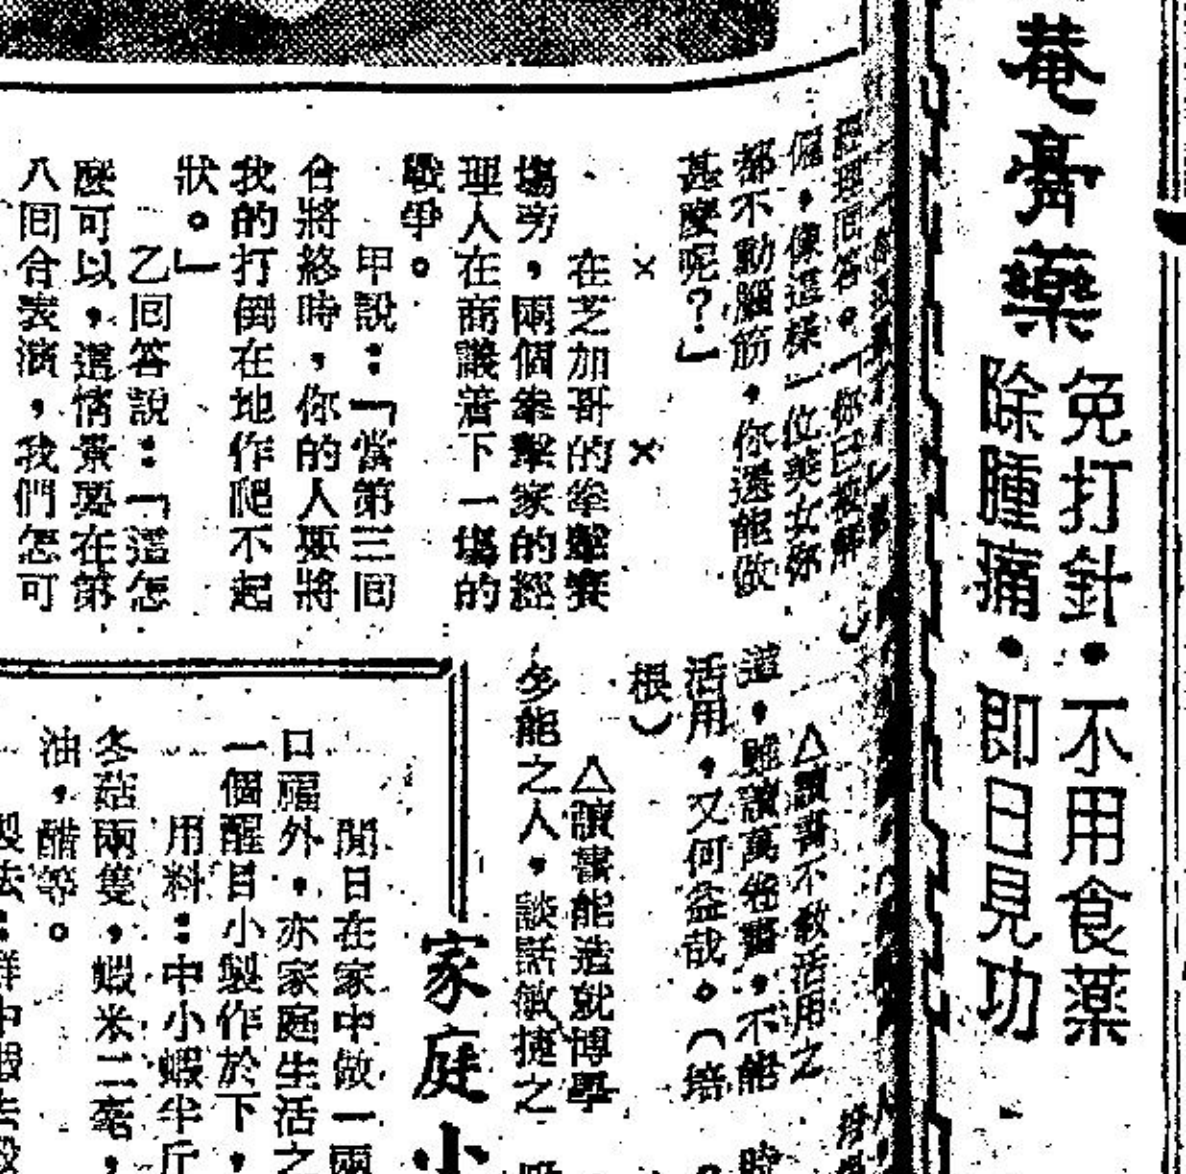 菴膏藥
免打針・不用食薬
除腫痛・即日見功
經理回答。「你已被解
僱,像這樣一位美女你
都不動腦筋,你還能做
甚麼呢?」
× ×
在芝加哥的拳擊賽
塲旁,兩個拳擊家的經
理人在商議着下一塲的
戰爭。
甲說:「當第三回
合將終時,你的人要將
我的打倒在地作爬不起
狀。」
乙回答說:「這怎
麼可以,這情景要在第
八回合表演,我們怎可
△讀書不敎活用之
道,雖讀萬卷書,不能
活用,又何益哉。(培
根)
△讀書能造就博學
多能之人,談話敏捷之
家庭小
閒日在家中做一兩
口福外,亦家庭生活之
一個醒目小製作於下,
用料:中小蝦半斤
冬菇兩隻,蝦米二毫,
油,醋等。